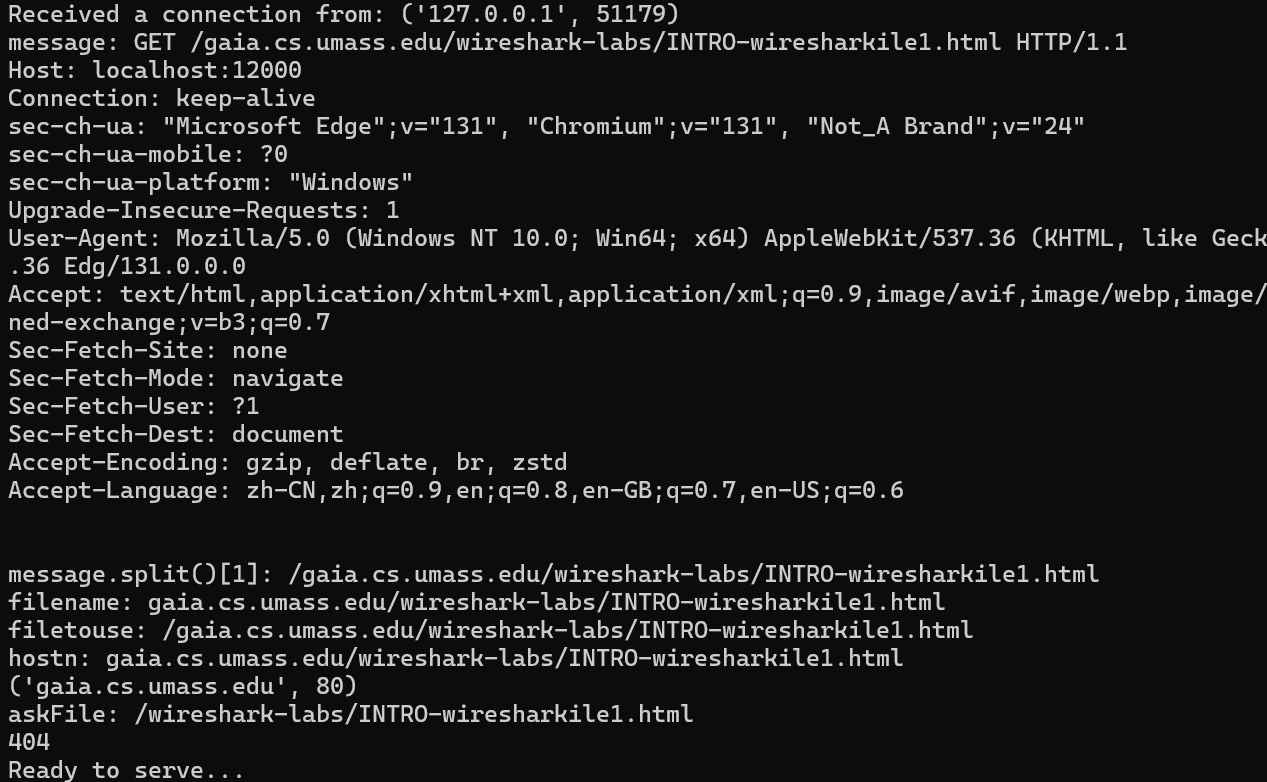 Received a connection from: ('127.0.0.1', 51179)
message: GET /gaia.cs.umass.edu/wireshark-labs/INTRO-wiresharkile1.html HTTP/1.1
Host: localhost:12000
Connection: keep-alive
sec-ch-ua: "Microsoft Edge";v="131", "Chromium";v="131", "Not_A Brand";v="24"
sec-ch-ua-mobile: ?0
sec-ch-ua-platform: "Windows"
Upgrade-Insecure-Requests: 1
User-Agent: Mozilla/5.0 (Windows NT 10.0; Win64; x64) AppleWebKit/537.36 (KHTML, like Geck
.36 Edg/131.0.0.0
Accept: text/html,application/xhtml+xml,application/xml;q=0.9,image/avif,image/webp,image/
ned-exchange;v=b3;q=0.7
Sec-Fetch-Site: none
Sec-Fetch-Mode: navigate
Sec-Fetch-User: ?1
Sec-Fetch-Dest: document
Accept-Encoding: gzip, deflate, br, zstd
Accept-Language: zh-CN,zh;q=0.9,en;q=0.8,en-GB;q=0.7,en-US;q=0.6
message.split()[1]: /gaia.cs.umass.edu/wireshark-labs/INTRO-wiresharkile1.html
filename: gaia.cs.umass.edu/wireshark-labs/INTRO-wiresharkile1.html
filetouse: /gaia.cs.umass.edu/wireshark-labs/INTRO-wiresharkile1.html
hostn: gaia.cs.umass.edu/wireshark-labs/INTRO-wiresharkile1.html
('gaia.cs.umass.edu', 80)
askFile: /wireshark-labs/INTRO-wiresharkile1.html
404
Ready to serve...